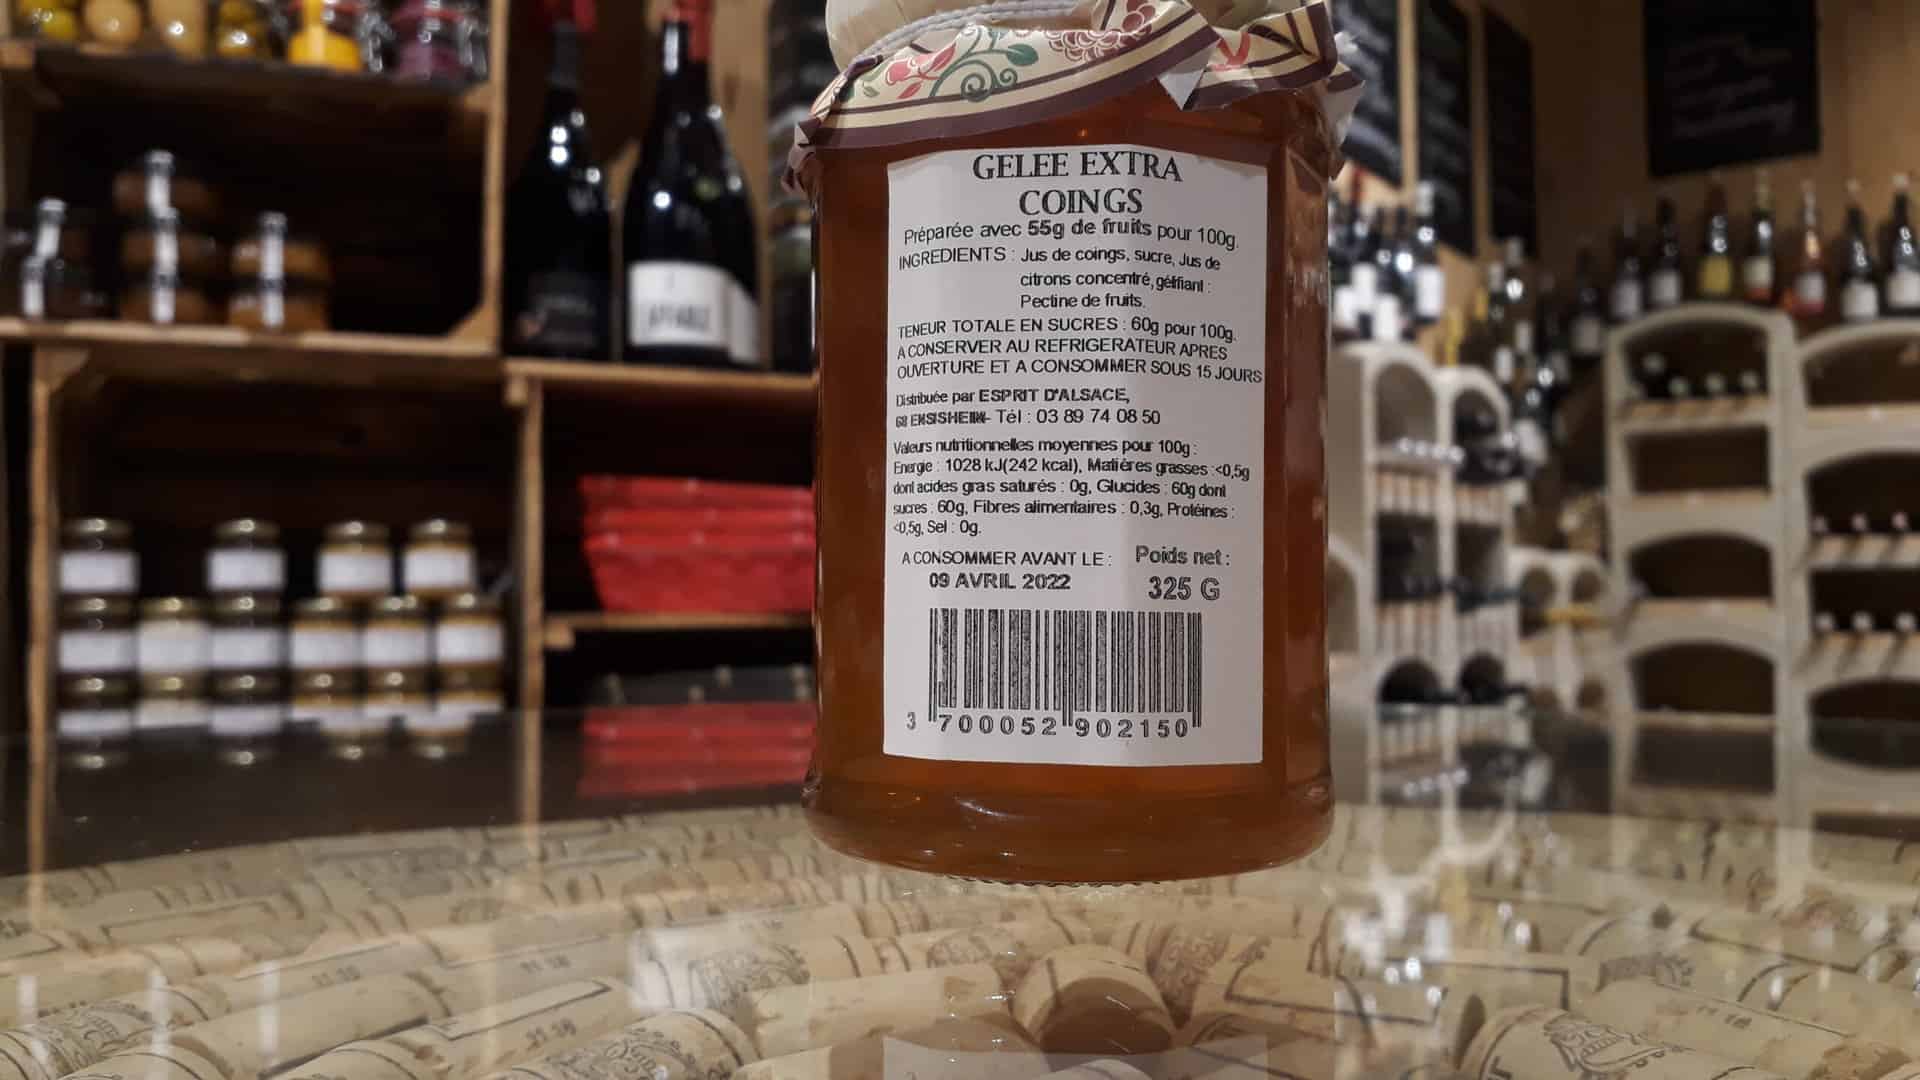 GELEE EXTRA
COINGS
Préparée avec 55g de fruits pour 100g.
INGREDIENTS : Jus de coings, sucre, Jus de
citrons concentré, gélifiant :
Pectine de fruits.
TENEUR TOTALE EN SUCRES : 60g pour 100g.
A CONSERVER AU REFRIGERATEUR APRES
OUVERTURE ET A CONSOMMER SOUS 15 JOURS
Distribuée par ESPRIT D'ALSACE,
68 ENSISHEIM- Tél : 03 89 74 08 50
Valeurs nutritionnelles moyennes pour 100g :
Energie : 1028 kJ(242 kcal), Matières grasses :<0,5g
dont acides gras saturés : 0g, Glucides : 60g dont
sucres : 60g, Fibres alimentaires : 0,3g, Protéines :
<0,5g, Sel : 0g.
A CONSOMMER AVANT LE :
09 AVRIL 2022
Poids net :
325 G
3 700052 902150